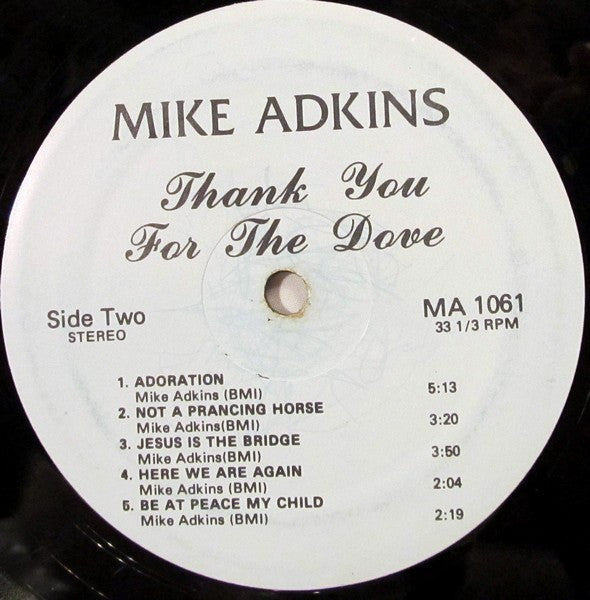 MIKE ADKINS
Thank You
For The Dove
Side Two
STEREO
MA 1061
33 1/3 RPM
1. ADORATION
Mike Adkins (BMI)
5:13
2. NOT A PRANCING HORSE
Mike Adkins(BMI)
3:20
3. JESUS IS THE BRIDGE
Mike Adkins(BMI)
3:50
4. HERE WE ARE AGAIN
Mike Adkins (BMI)
2:04
5. BE AT PEACE MY CHILD
Mike Adkins (BMI)
2:19